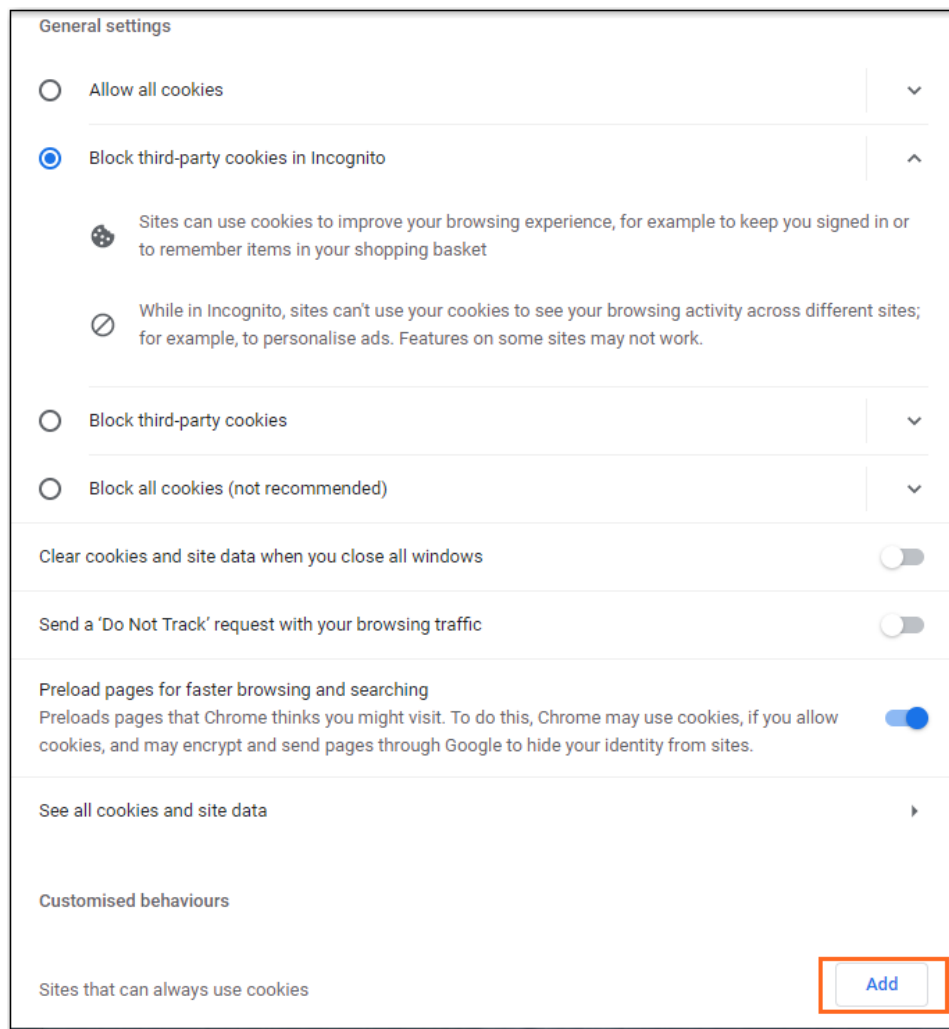 General settings
Allow all cookies
Block third-party cookies in Incognito
Sites can use cookies to improve your browsing experience, for example to keep you signed in or
to remember items in your shopping basket
While in Incognito, sites can't use your cookies to see your browsing activity across different sites;
for example, to personalise ads. Features on some sites may not work.
Block third-party cookies
Block all cookies (not recommended)
Clear cookies and site data when you close all windows
Send a ‘Do Not Track’ request with your browsing traffic
Preload pages for faster browsing and searching
Preloads pages that Chrome thinks you might visit. To do this, Chrome may use cookies, if you allow
cookies, and may encrypt and send pages through Google to hide your identity from sites.
See all cookies and site data
Customised behaviours
Sites that can always use cookies
Add